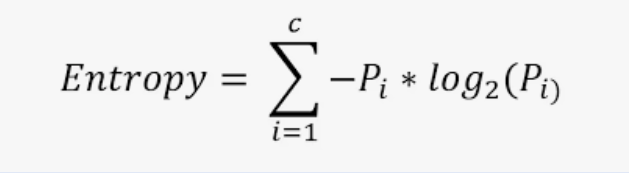 Entropy = ∑_{i=1}^{c} −P_i * log_2(P_i)